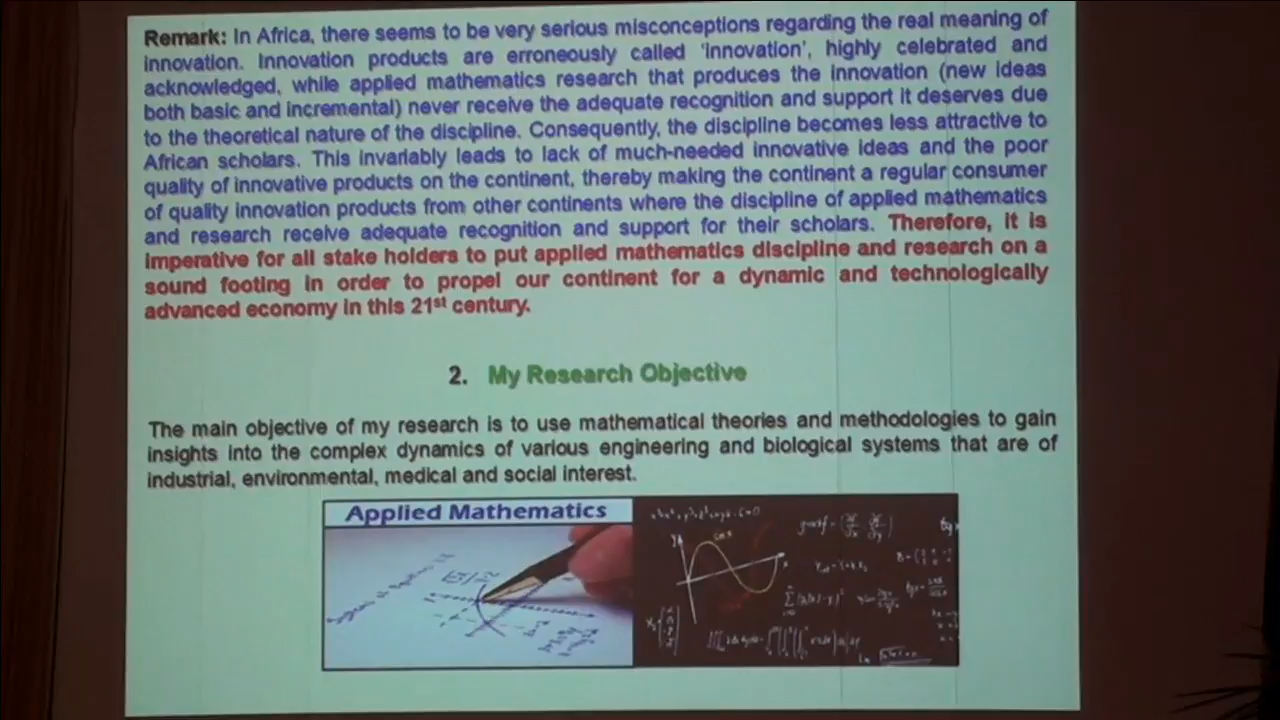 Remark: In Africa, there seems to be very serious misconceptions regarding the real meaning of
innovation. Innovation products are erroneously called 'innovation', highly celebrated and
acknowledged, while applied mathematics research that produces the innovation (new ideas
both basic and incremental) never receive the adequate recognition and support it deserves due
to the theoretical nature of the discipline. Consequently, the discipline becomes less attractive to
African scholars. This invariably leads to lack of much-needed innovative ideas and the poor
quality of innovative products on the continent, thereby making the continent a regular consumer
of quality innovation products from other continents where the discipline of applied mathematics
and research receive adequate recognition and support for their scholars. Therefore, it is
imperative for all stake holders to put applied mathematics discipline and research on a
sound footing in order to propel our continent for a dynamic and technologically
advanced economy in this 21st century.
2. My Research Objective
The main objective of my research is to use mathematical theories and methodologies to gain
insights into the complex dynamics of various engineering and biological systems that are of
industrial, environmental, medical and social interest.
Applied Mathematics